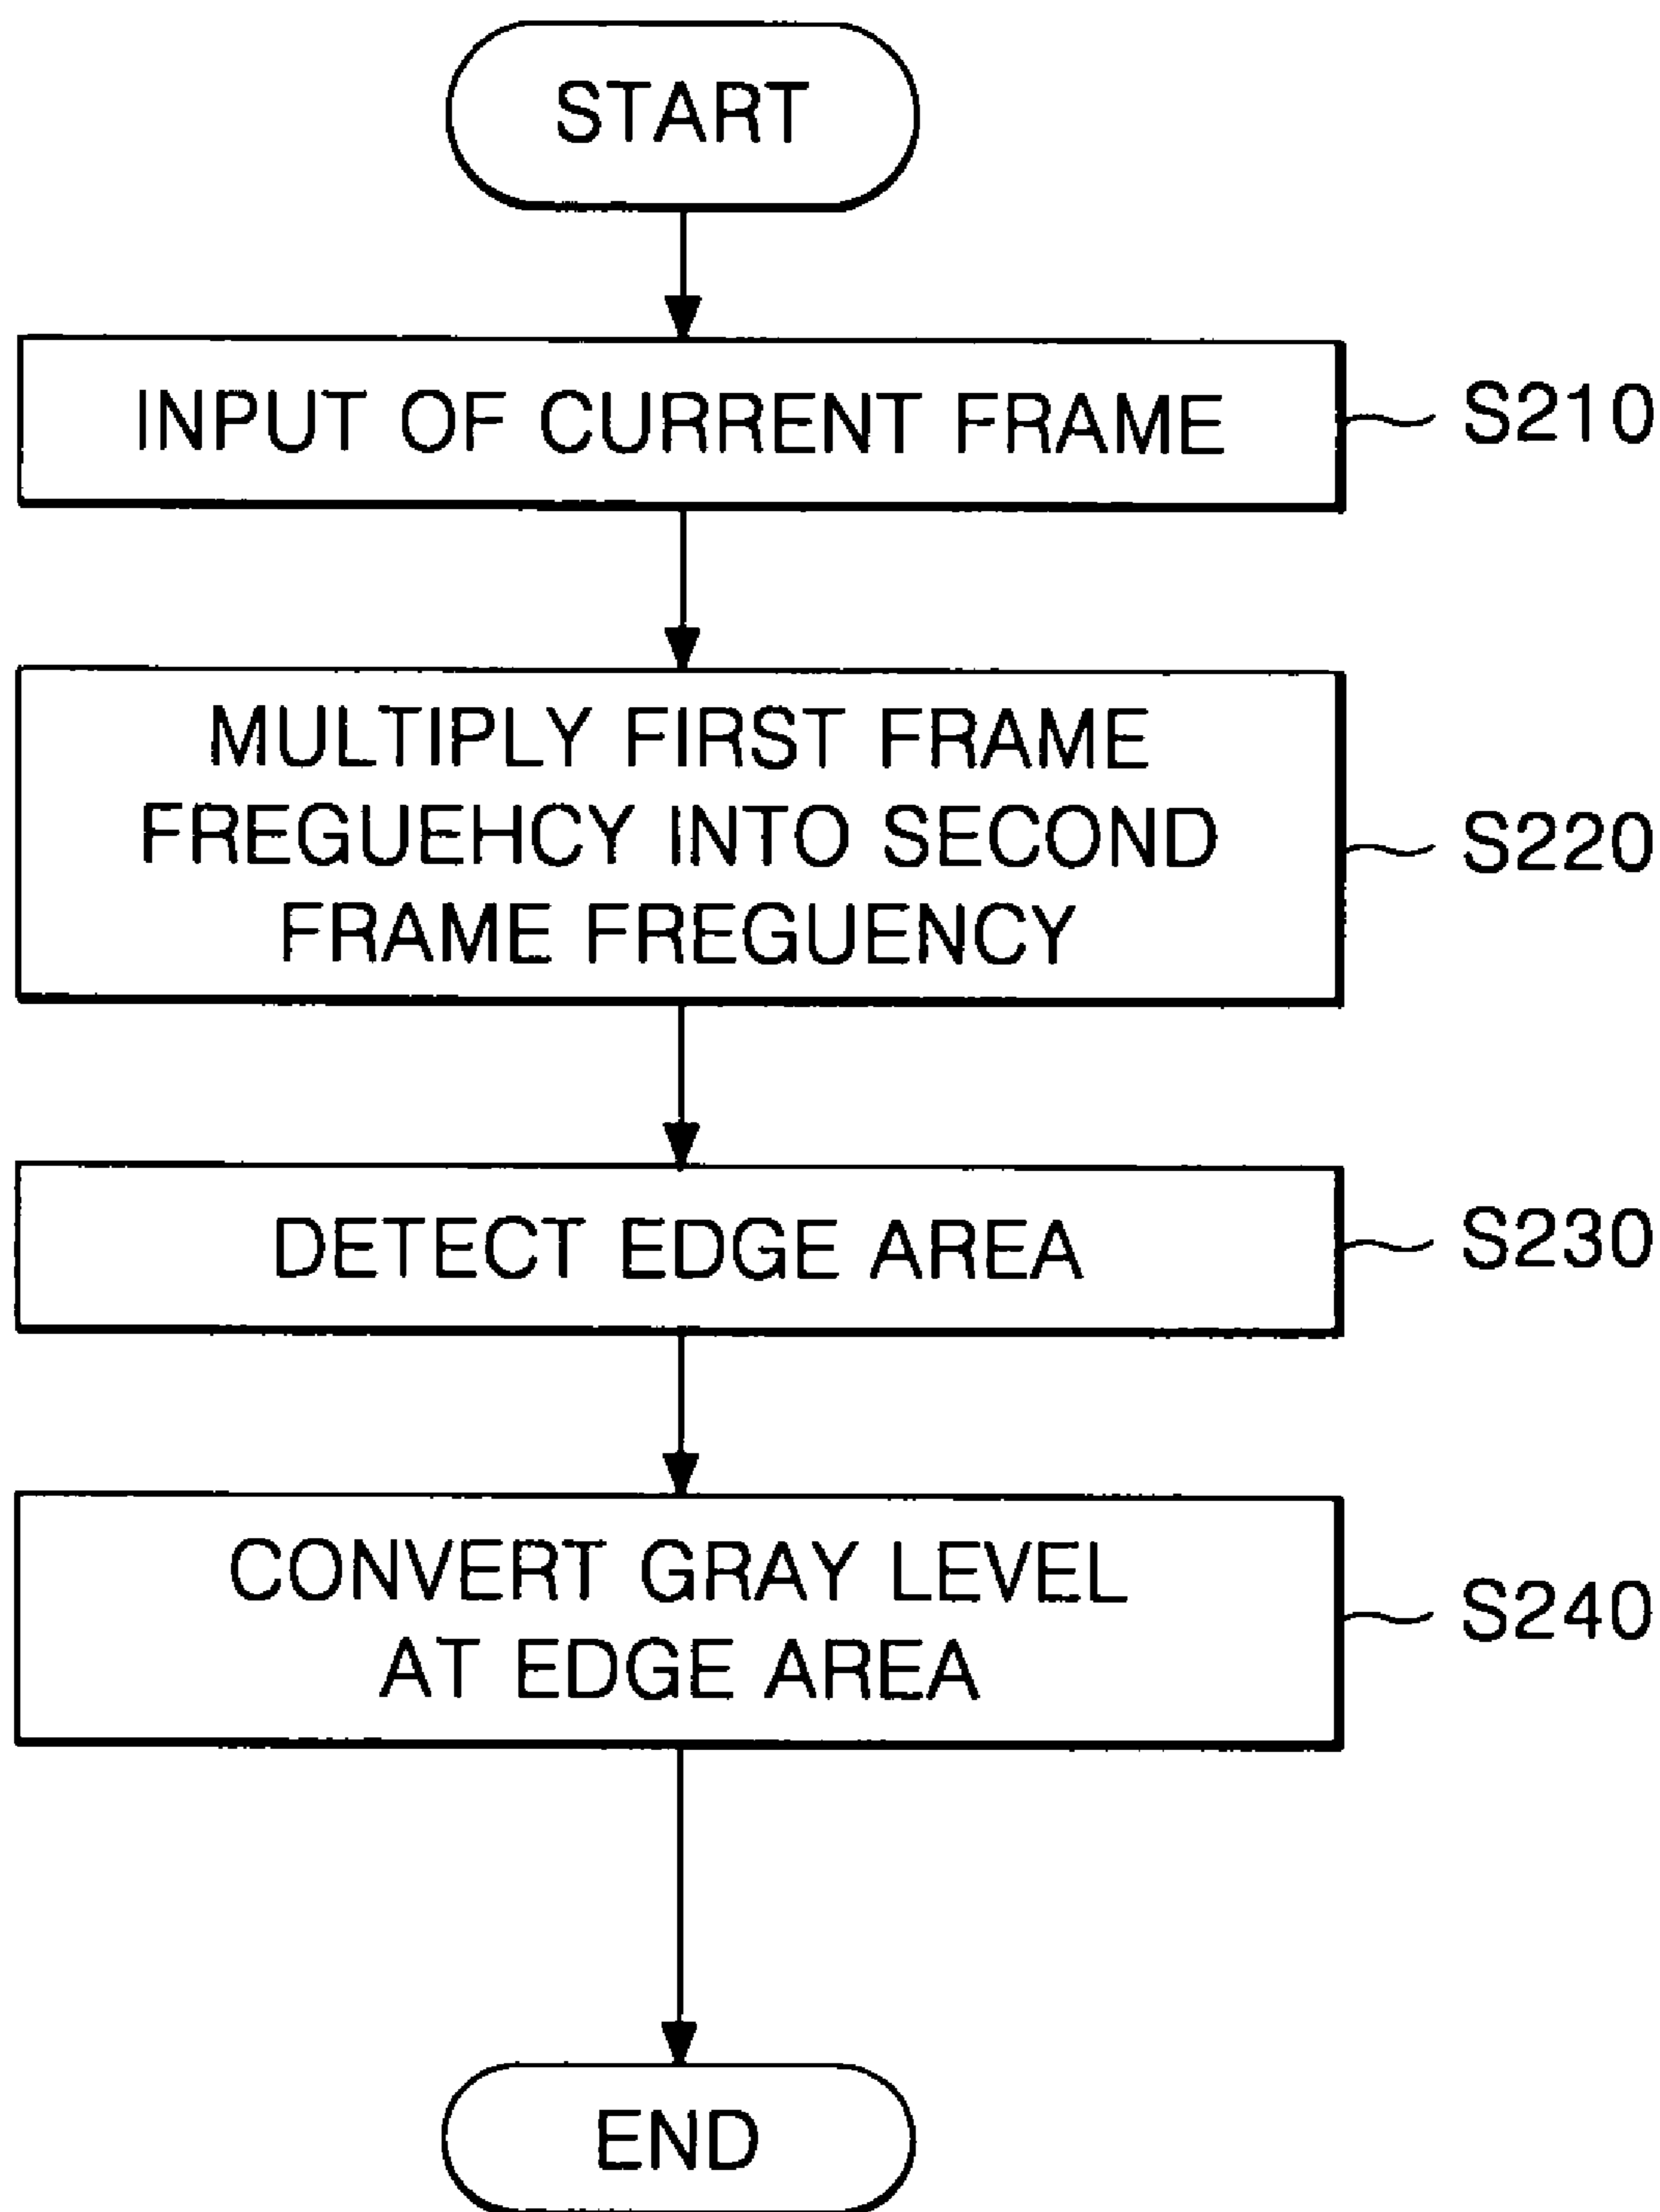 START
INPUT OF CURRENT FRAME
S210
MULTIPLY FIRST FRAME
FREGUEHCY INTO SECOND
FRAME FREGUENCY
S220
DETECT EDGE AREA
S230
CONVERT GRAY LEVEL
AT EDGE AREA
S240
END